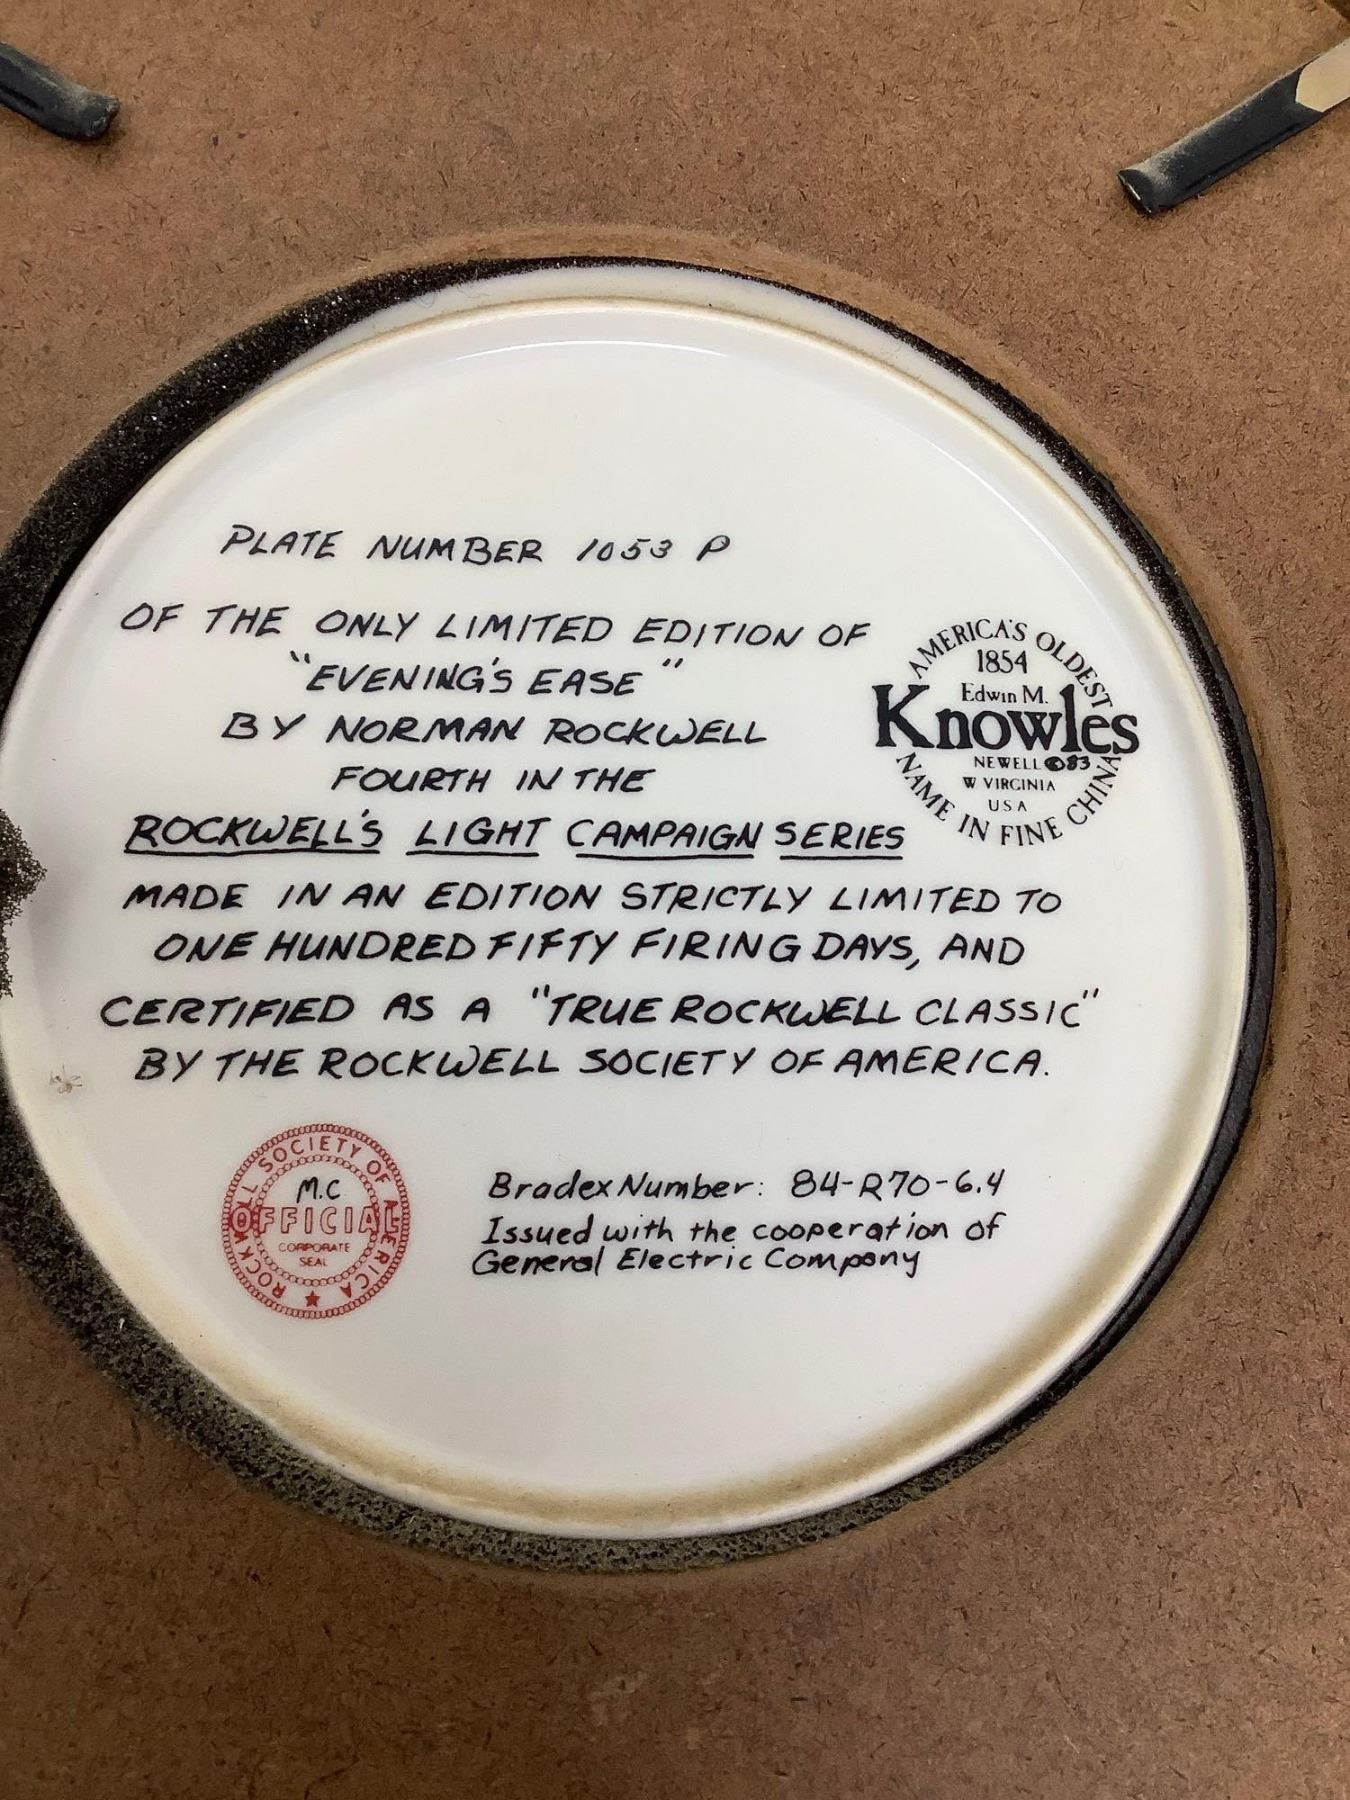 PLATE NUMBER 1053 P
OF THE ONLY LIMITED EDITION OF
"EVENING'S EASE"
BY NORMAN ROCKWELL
FOURTH IN THE
ROCKWELL'S LIGHT CAMPAIGN SERIES
MADE IN AN EDITION STRICTLY LIMITED TO
ONE HUNDRED FIFTY FIRING DAYS, AND
CERTIFIED AS A "TRUE ROCKWELL CLASSIC"
BY THE ROCKWELL SOCIETY OF AMERICA.
AMERICA'S OLDEST
1854
Edwin M.
Knowles
NEWELL ©83
W VIRGINIA
USA
NAME IN FINE CHINA
ROCKWELL SOCIETY OF AMERICA
M.C
OFFICIAL
CORPORATE
SEAL
Bradex Number: 84-R70-6.4
Issued with the cooperation of
General Electric Company